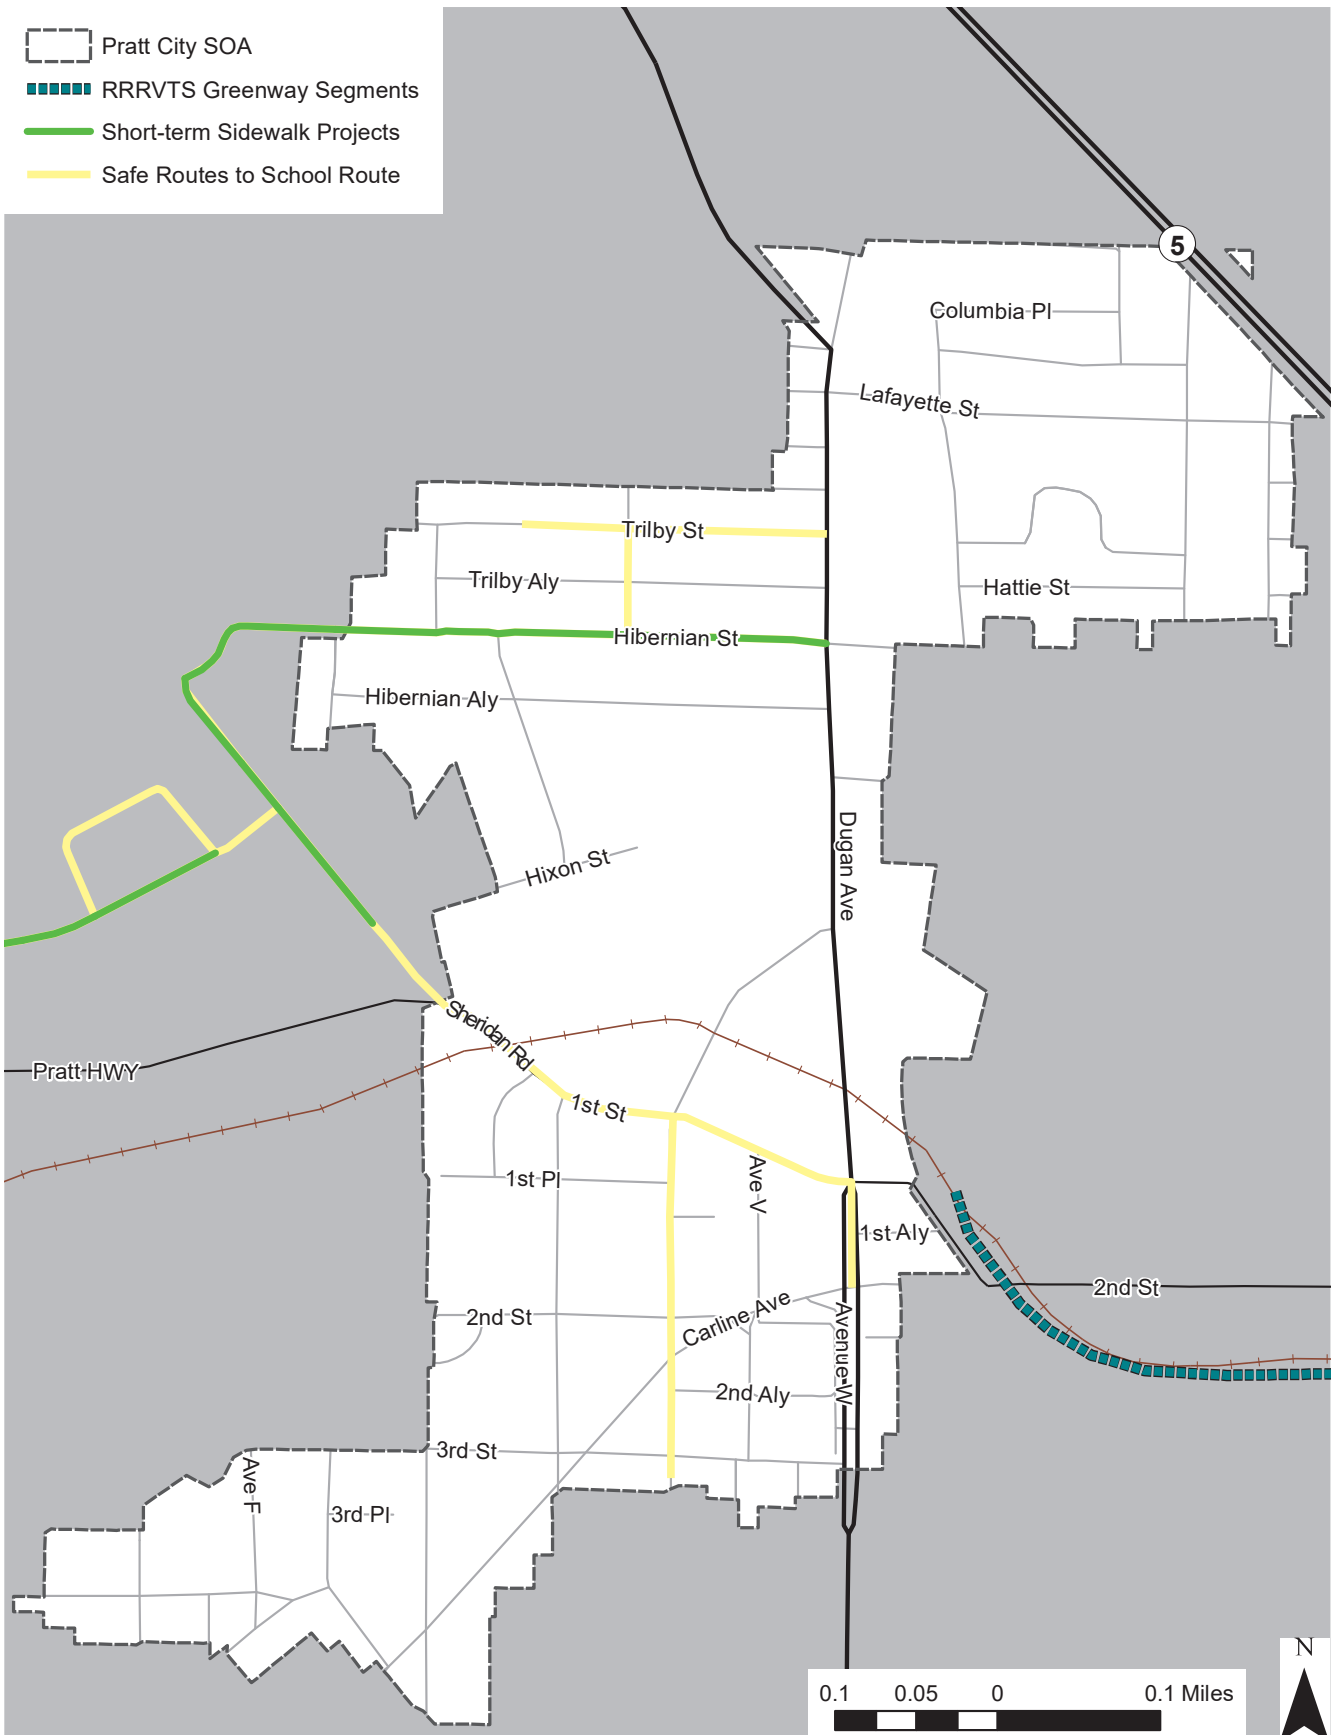 Pratt City SOA
RRRVTS Greenway Segments
Short-term Sidewalk Projects
Safe Routes to School Route
5
Columbia Pl
Lafayette St
Trilby St
Trilby Aly
Hattie St
Hibernian St
Hibernian Aly
Dugan Ave
Hixon St
Sheridan Rd
Pratt HWY
1st St
1st Pl
Ave V
1st Aly
2nd St
2nd St
Carline Ave
Avenue W
2nd Aly
3rd St
Ave F
3rd Pl
N
0.1 0.05 0 0.1 Miles